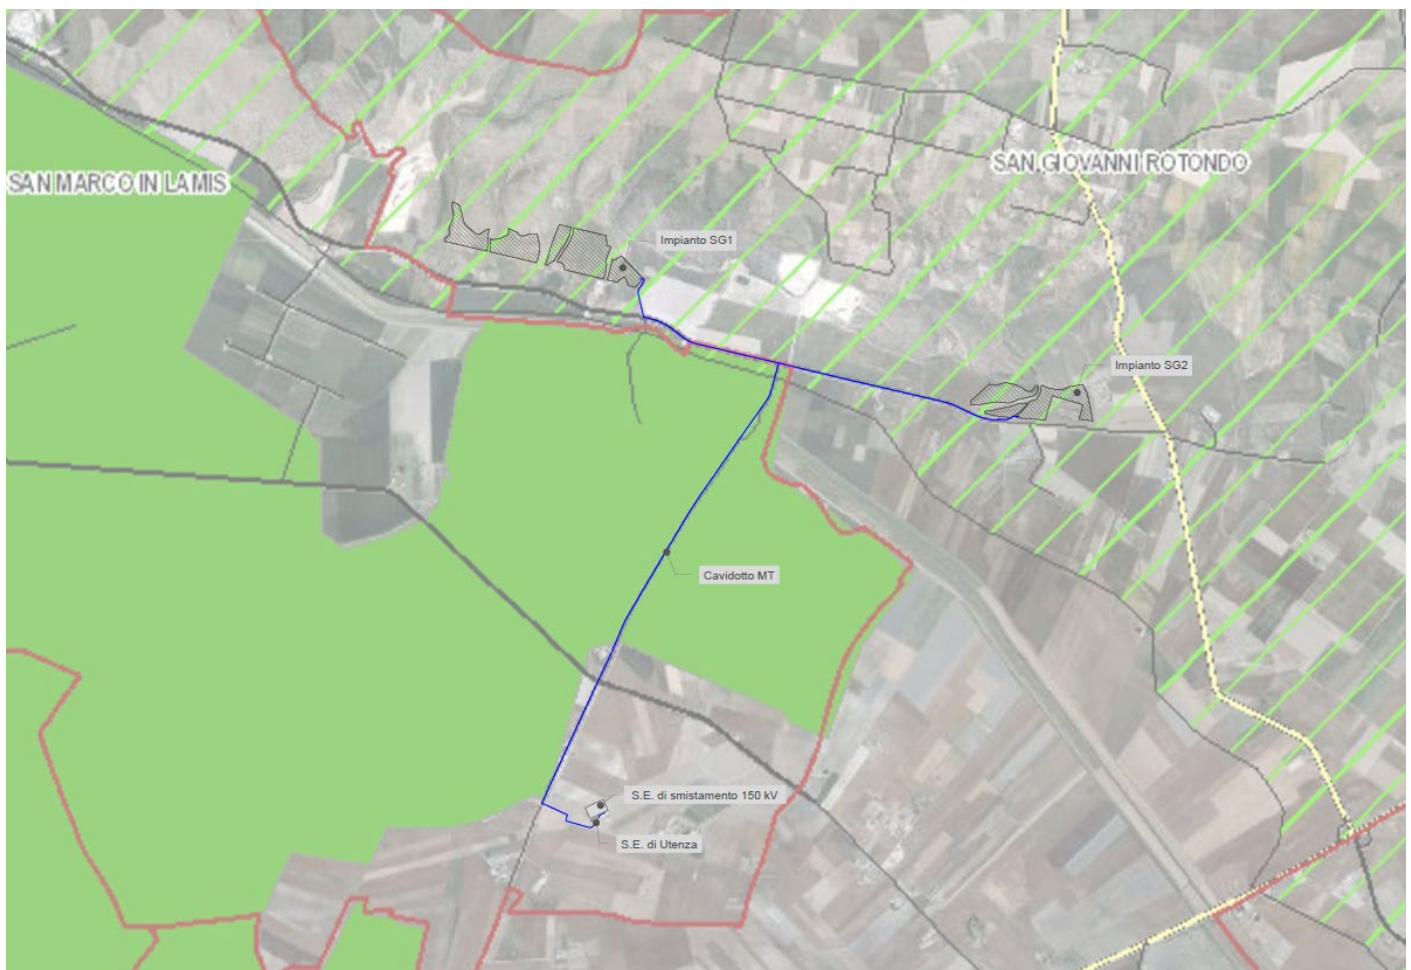 SAN GIOVANNI ROTONDO
SAN MARCO IN LAMIS
Impianto SG1
Impianto SG2
Cavidotto MT
S.E. di smistamento 150 kV
S.E. di Utenza